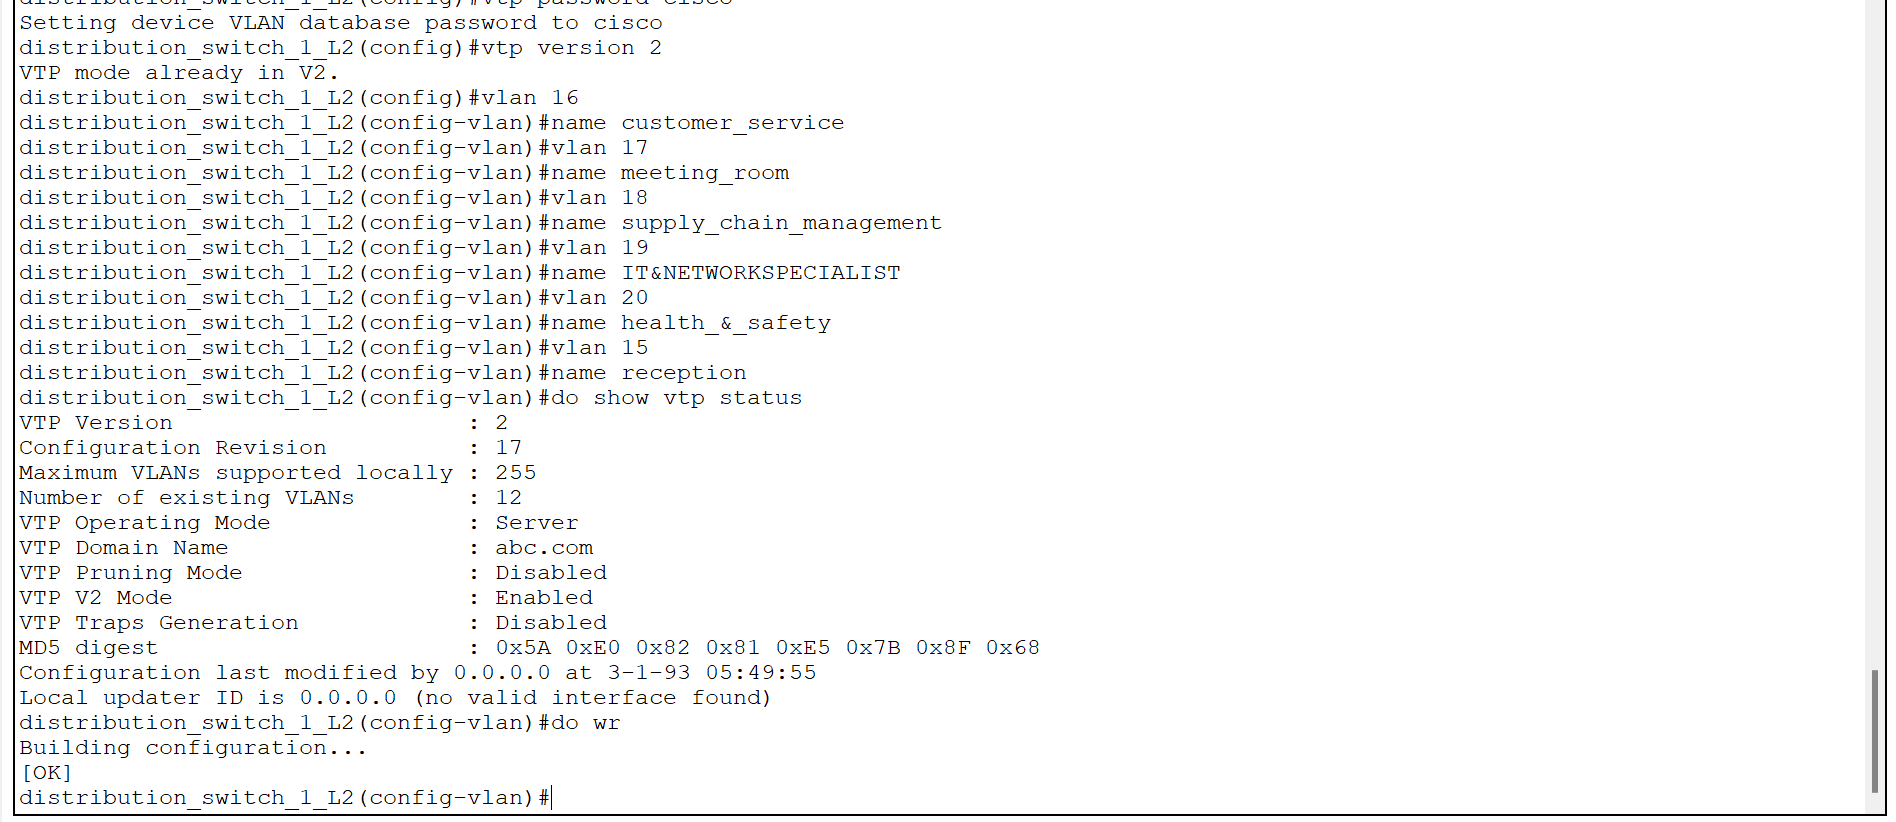 distribution_switch_1_L2(config)#vtp password cisco
Setting device VLAN database password to cisco
distribution_switch_1_L2(config)#vtp version 2
VTP mode already in V2.
distribution_switch_1_L2(config)#vlan 16
distribution_switch_1_L2(config-vlan)#name customer_service
distribution_switch_1_L2(config-vlan)#vlan 17
distribution_switch_1_L2(config-vlan)#name meeting_room
distribution_switch_1_L2(config-vlan)#vlan 18
distribution_switch_1_L2(config-vlan)#name supply_chain_management
distribution_switch_1_L2(config-vlan)#vlan 19
distribution_switch_1_L2(config-vlan)#name IT&NETWORKSPECIALIST
distribution_switch_1_L2(config-vlan)#vlan 20
distribution_switch_1_L2(config-vlan)#name health_&_safety
distribution_switch_1_L2(config-vlan)#vlan 15
distribution_switch_1_L2(config-vlan)#name reception
distribution_switch_1_L2(config-vlan)#do show vtp status
VTP Version : 2
Configuration Revision : 17
Maximum VLANs supported locally : 255
Number of existing VLANs : 12
VTP Operating Mode : Server
VTP Domain Name : abc.com
VTP Pruning Mode : Disabled
VTP V2 Mode : Enabled
VTP Traps Generation : Disabled
MD5 digest : 0x5A 0xE0 0x82 0x81 0xE5 0x7B 0x8F 0x68
Configuration last modified by 0.0.0.0 at 3-1-93 05:49:55
Local updater ID is 0.0.0.0 (no valid interface found)
distribution_switch_1_L2(config-vlan)#do wr
Building configuration...
[OK]
distribution_switch_1_L2(config-vlan)#